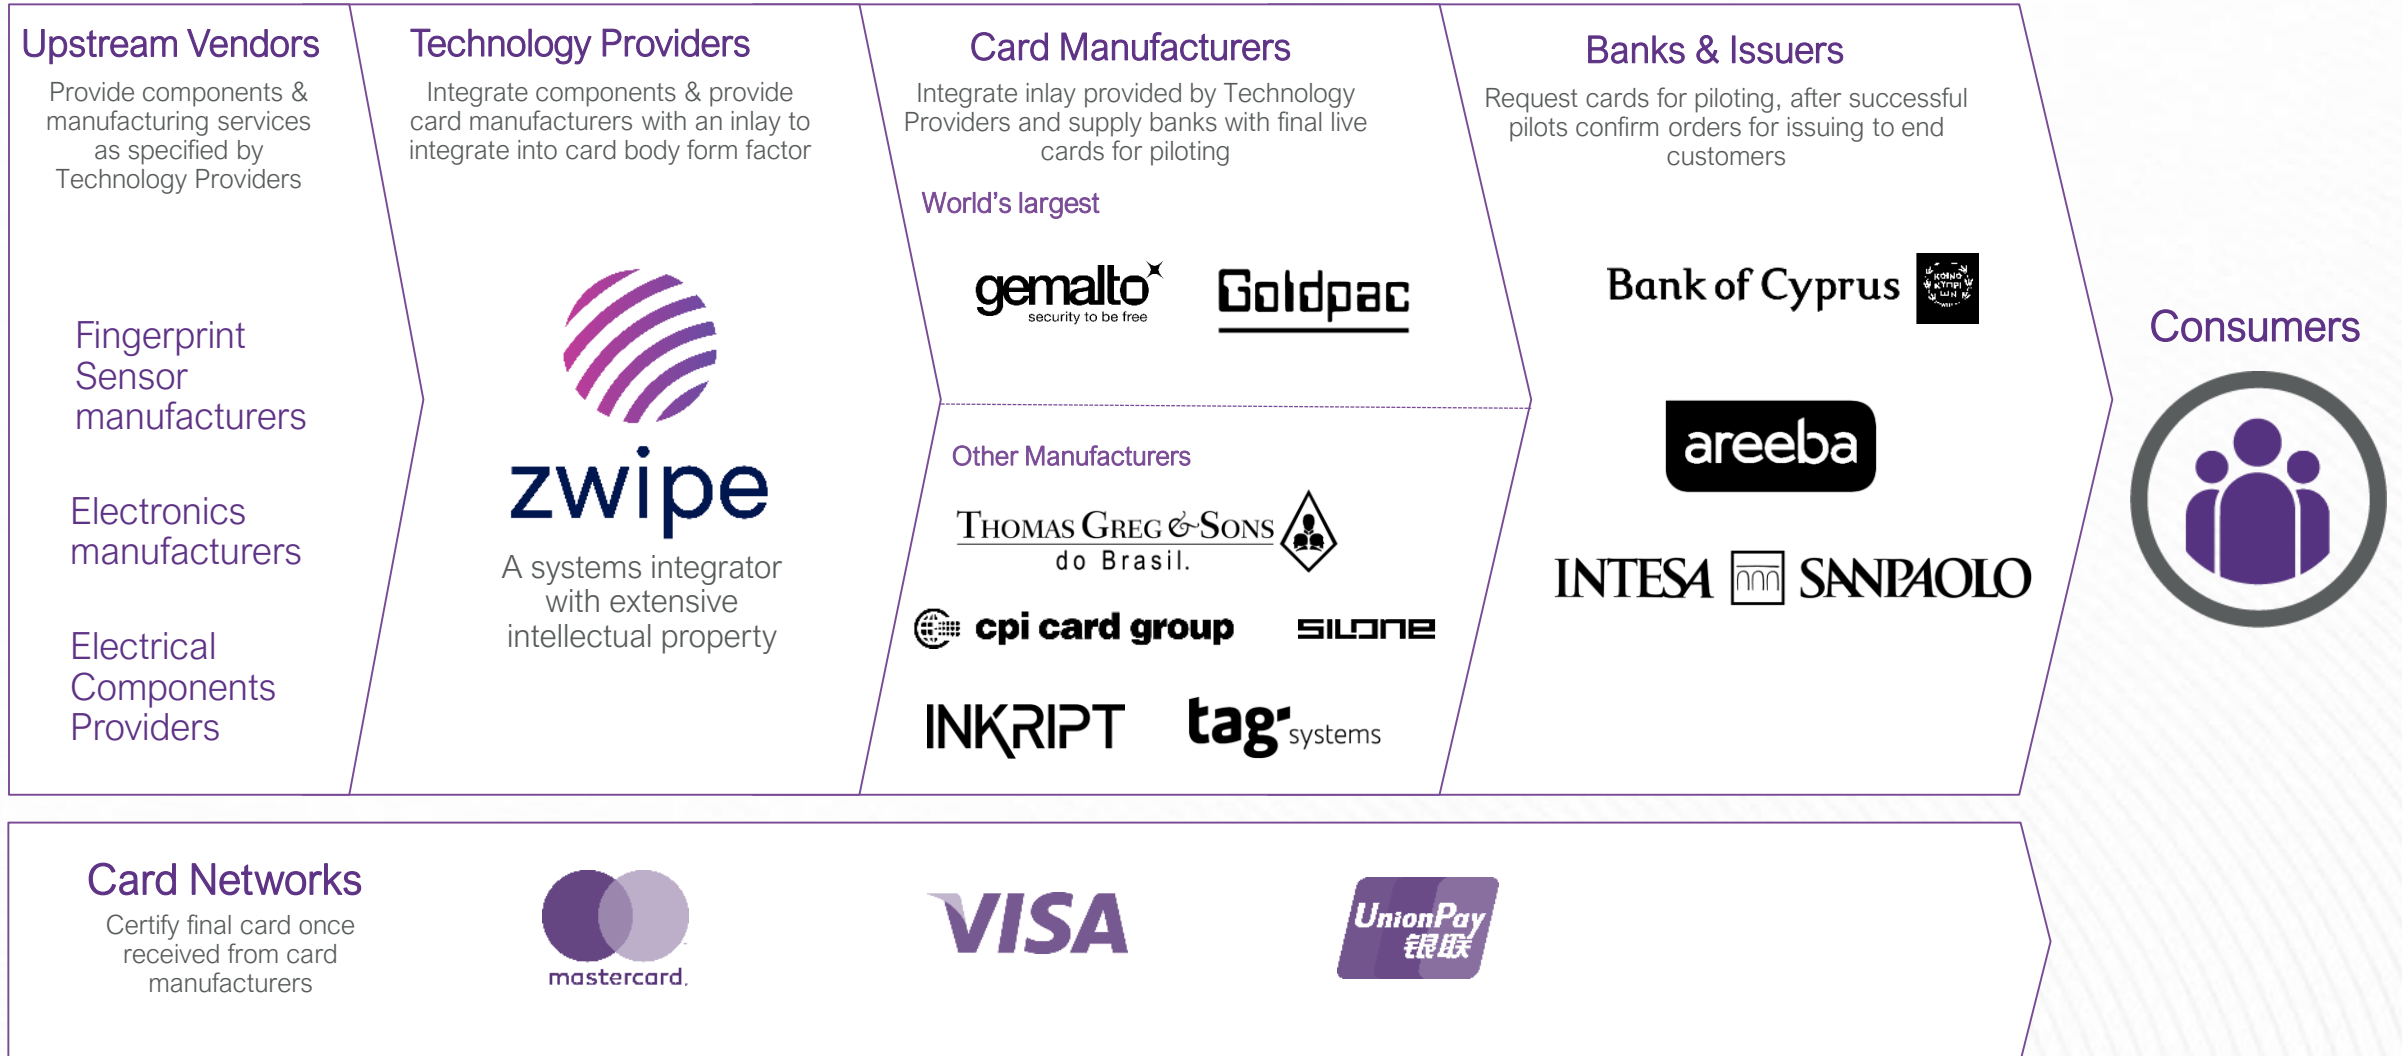 Upstream Vendors
Provide components &
manufacturing services
as specified by
Technology Providers
Fingerprint
Sensor
manufacturers
Electronics
manufacturers
Electrical
Components
Providers
Technology Providers
Integrate components & provide
card manufacturers with an inlay to
integrate into card body form factor
zwipe
A systems integrator
with extensive
intellectual property
Card Manufacturers
Integrate inlay provided by Technology
Providers and supply banks with final live
cards for piloting
World's largest
gemalto
security to be free
Goldpac
Other Manufacturers
THOMAS GREG & SONS
do Brasil.
cpi card group
SILONE
INKRIPT
tag systems
Banks & Issuers
Request cards for piloting, after successful
pilots confirm orders for issuing to end
customers
Bank of Cyprus
ΚΟΙΝΟ
ΚΥΠΡΙ
ΩΝ
areeba
INTESA SANPAOLO
Consumers
Card Networks
Certify final card once
received from card
manufacturers
mastercard.
VISA
UnionPay
银联